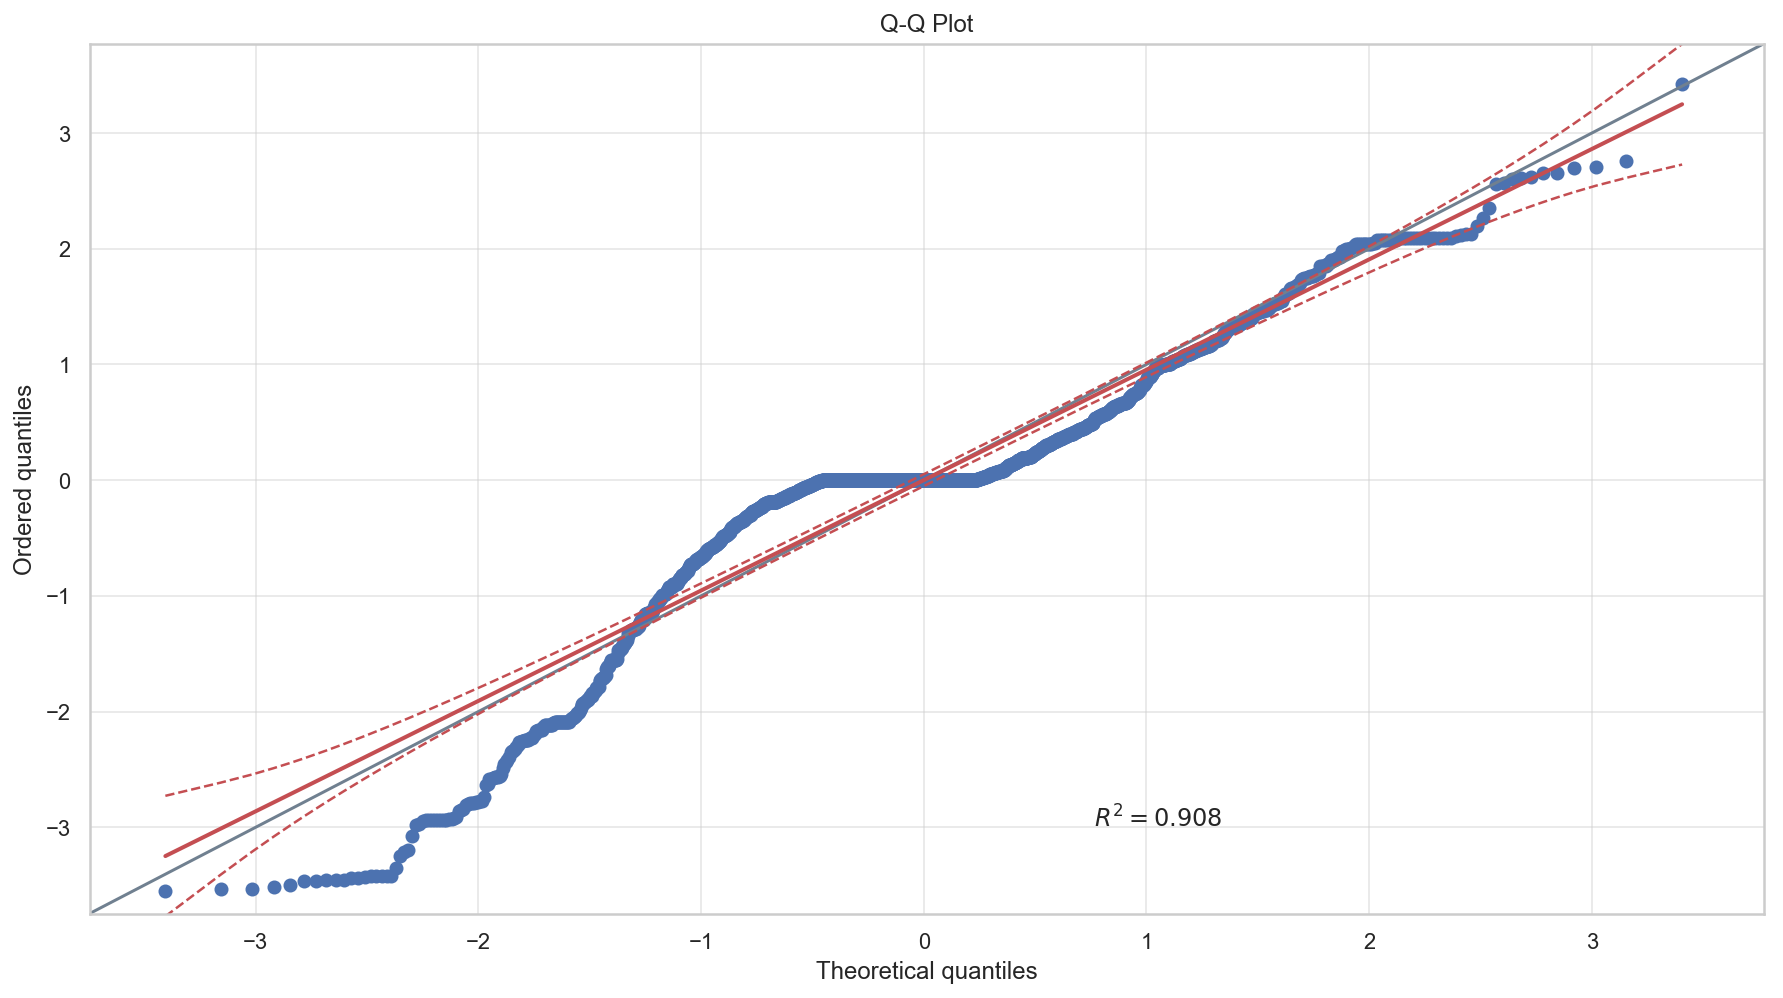 Q-Q Plot
Ordered quantiles
3
2
1
0
−1
−2
−3
R² = 0.908
−3 −2 −1 0 1 2 3
Theoretical quantiles